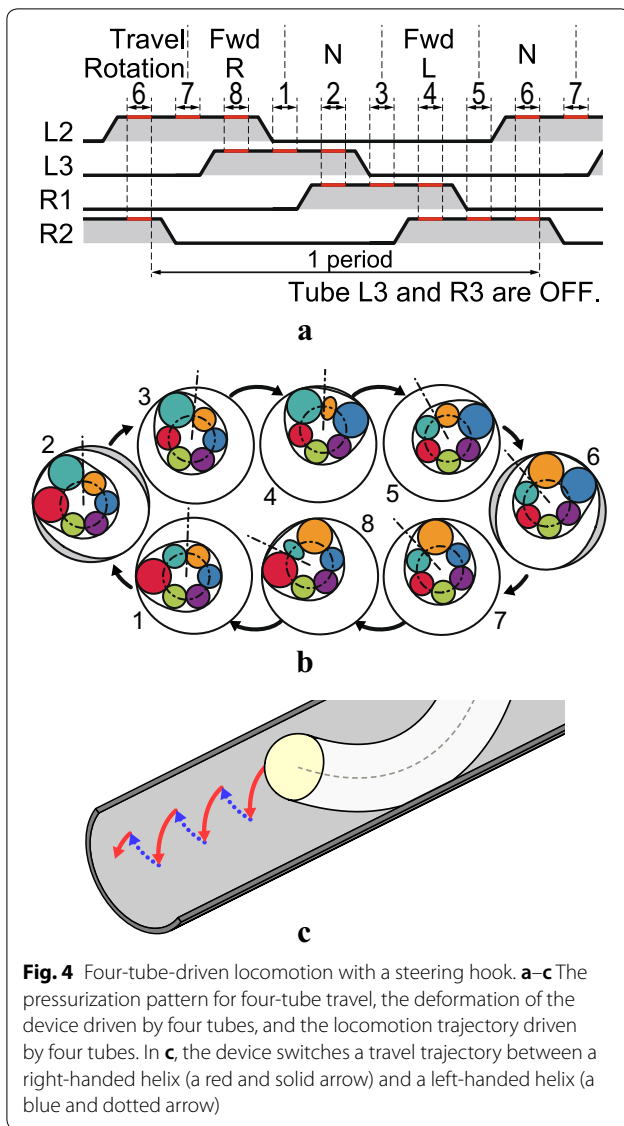 Travel Fwd N Fwd N
Rotation R L
6 7 8 1 2 3 4 5 6 7
L2
L3
R1
R2
1 period
Tube L3 and R3 are OFF.
a
2 3 4 5 6
1 8 7
b
c
Fig. 4 Four-tube-driven locomotion with a steering hook. a–c The
pressurization pattern for four-tube travel, the deformation of the
device driven by four tubes, and the locomotion trajectory driven
by four tubes. In c, the device switches a travel trajectory between a
right-handed helix (a red and solid arrow) and a left-handed helix (a
blue and dotted arrow)